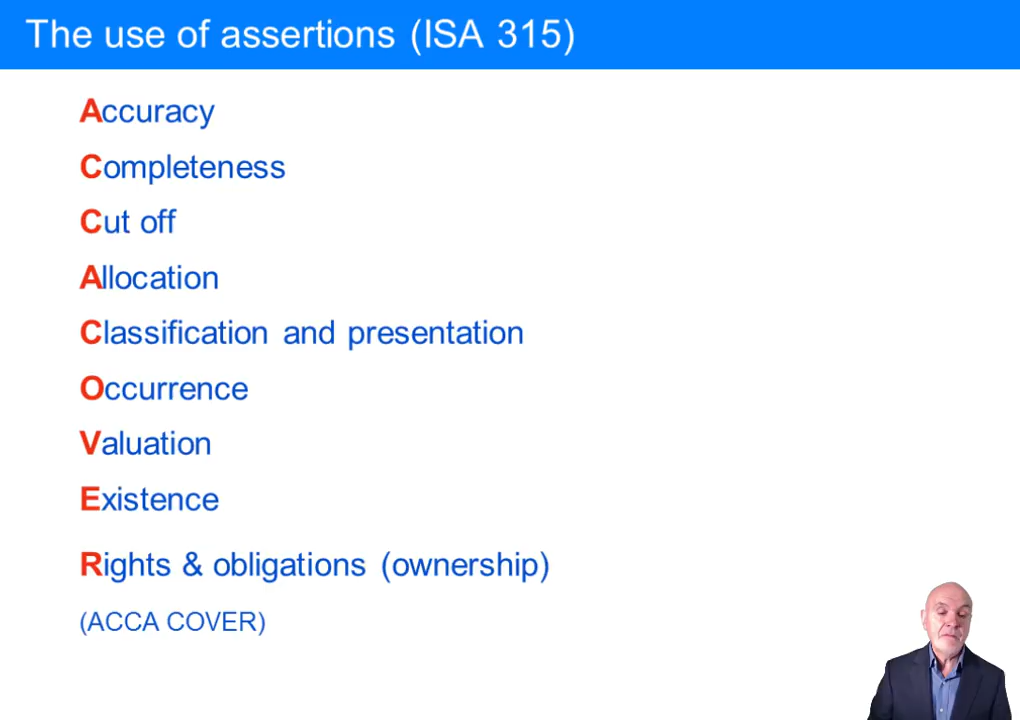 The use of assertions (ISA 315)
Accuracy
Completeness
Cut off
Allocation
Classification and presentation
Occurrence
Valuation
Existence
Rights & obligations (ownership)
(ACCA COVER)